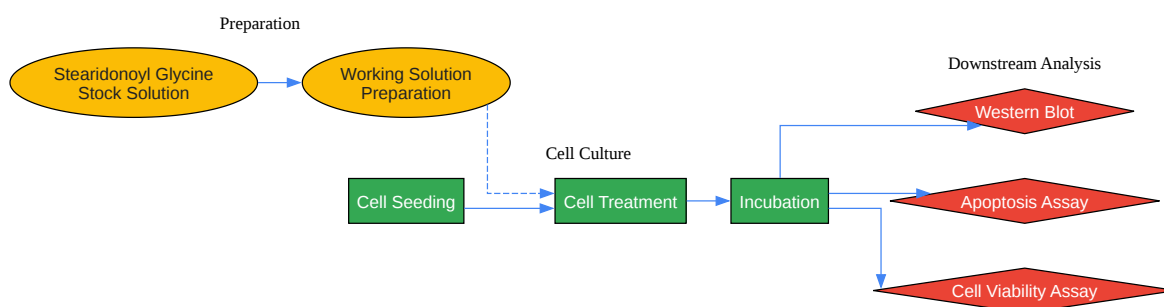 Preparation
Stearidonoyl Glycine
Stock Solution
Working Solution
Preparation
Downstream Analysis
Western Blot
Cell Culture
Cell Seeding
Cell Treatment
Incubation
Apoptosis Assay
Cell Viability Assay